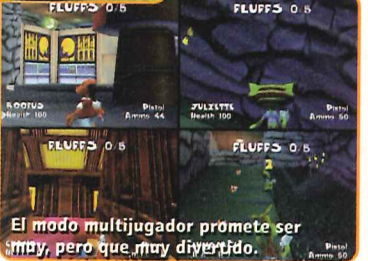 FLUFFS 0/5
FLUFFS 0/5
ROOIUS
Health 100
Pistol
Ammo 44
JULIETTE
Health 100
Pistol
Ammo 50
FLUFFS 0/5
FLUFFS 0/5
Pistol
Ammo 50
El modo multijugador promete ser
muy, pero que muy divertido.